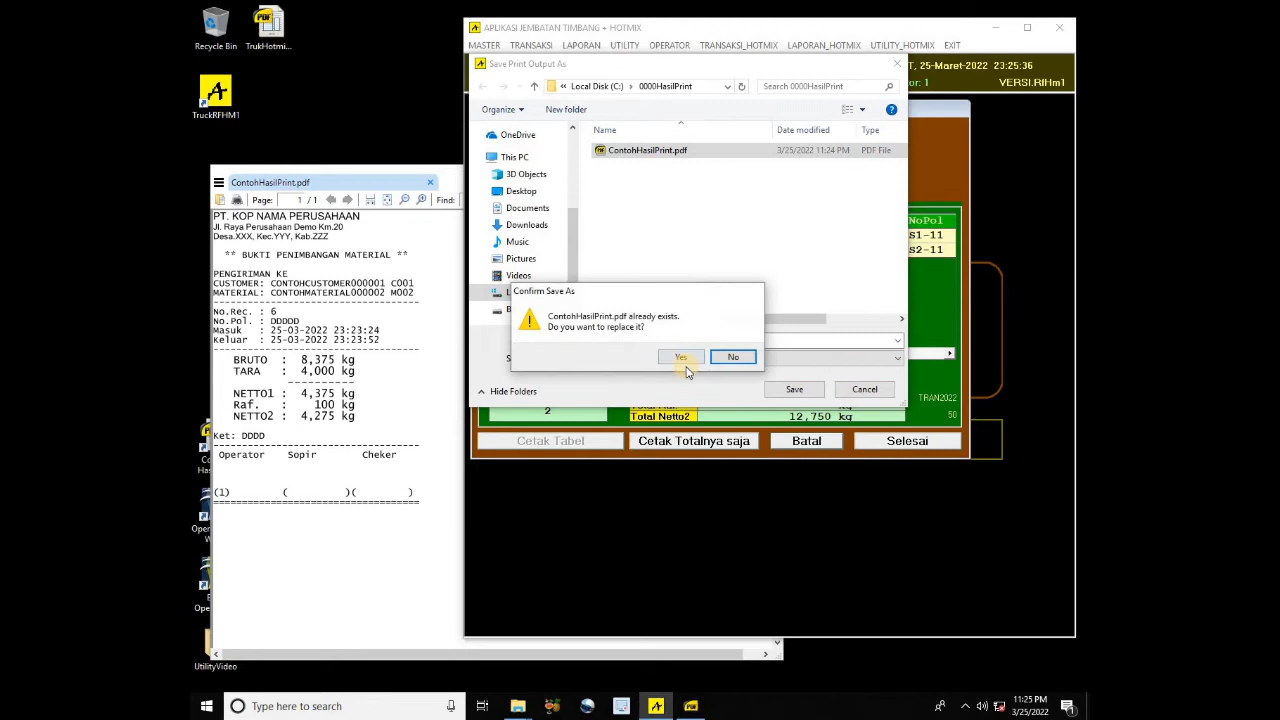 Recycle Bin
TrukHotmi...
TruckRFHM1
UtilityVideo
ContohHasilPrint.pdf
Page: 1 / 1 Find:
PT. KOP NAMA PERUSAHAAN
Jl. Raya Perusahaan Demo Km.20
Desa.XXX, Kec.YYY, Kab.ZZZ
** BUKTI PENIMBANGAN MATERIAL **
PENGIRIMAN KE
CUSTOMER: CONTOHCUSTOMER000001 C001
MATERIAL: CONTOHMATERIAL000002 M002
No.Rec. : 6
No.Pol. : DDDDD
Masuk : 25-03-2022 23:23:24
Keluar : 25-03-2022 23:23:52
BRUTO : 8,375 kg
TARA : 4,000 kg
NETTO1 : 4,375 kg
Raf. : 100 kg
NETTO2 : 4,275 kg
Ket: DDDD
Operator Sopir Cheker
(1) ( )( )
APLIKASI JEMBATAN TIMBANG + HOTMIX
MASTER TRANSAKSI LAPORAN UTILITY OPERATOR TRANSAKSI_HOTMIX LAPORAN_HOTMIX UTILITY_HOTMIX EXIT
T, 25-Maret-2022 23:25:36
or: 1 VERSI.RIHm1
Save Print Output As
« Local Disk (C:) › 0000HasilPrint
Search 0000HasilPrint
Organize New folder
Name Date modified Type
ContohHasilPrint.pdf 3/25/2022 11:24 PM PDF File
OneDrive
This PC
3D Objects
Desktop
Documents
Downloads
Music
Pictures
Videos
Confirm Save As
ContohHasilPrint.pdf already exists.
Do you want to replace it?
Yes No
Hide Folders Save Cancel
NoPol
S1-11
S2-11
TRAN2022
50
2
Total Netto2 12,750 kg
Cetak Tabel Cetak Totalnya saja Batal Selesai
Type here to search
11:25 PM
3/25/2022
1